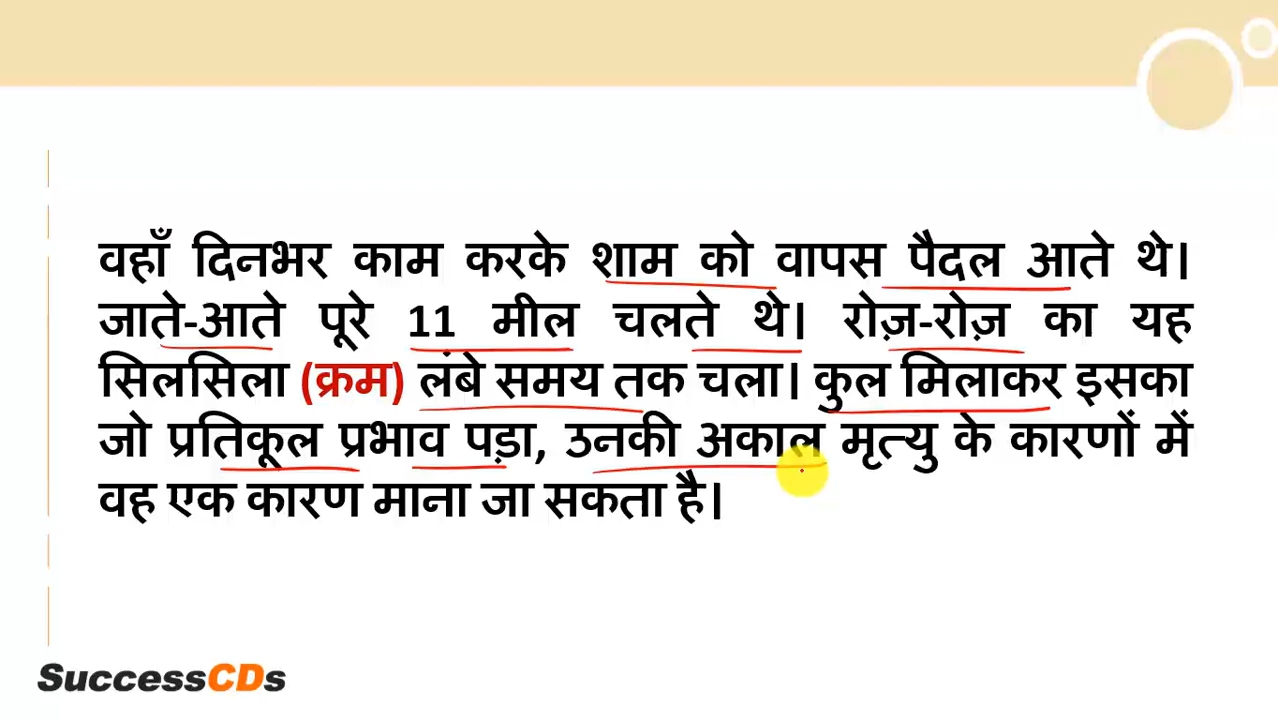 वहाँ दिनभर काम करके शाम को वापस पैदल आते थे।
जाते-आते पूरे 11 मील चलते थे। रोज़-रोज़ का यह
सिलसिला (क्रम) लंबे समय तक चला। कुल मिलाकर इसका
जो प्रतिकूल प्रभाव पड़ा, उनकी अकाल मृत्यु के कारणों में
वह एक कारण माना जा सकता है।
SuccessCDs